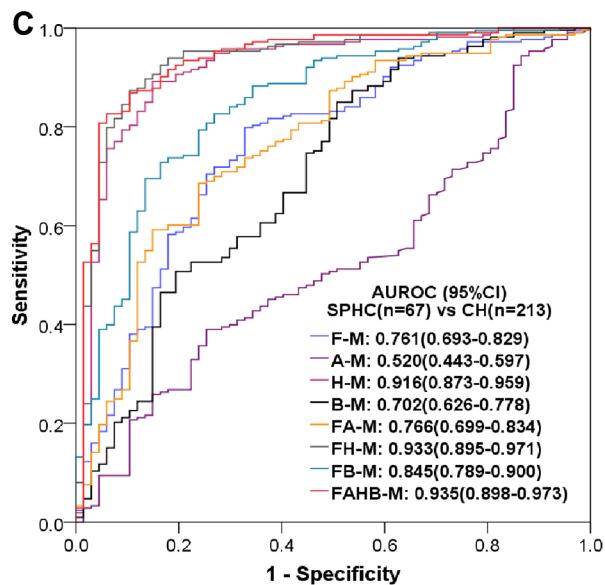 C
1.0
0.8
0.6
0.4
0.2
0.0
Sensitivity
AUROC (95%CI)
SPHC(n=67) vs CH(n=213)
F-M: 0.761(0.693-0.829)
A-M: 0.520(0.443-0.597)
H-M: 0.916(0.873-0.959)
B-M: 0.702(0.626-0.778)
FA-M: 0.766(0.699-0.834)
FH-M: 0.933(0.895-0.971)
FB-M: 0.845(0.789-0.900)
FAHB-M: 0.935(0.898-0.973)
0.0 0.2 0.4 0.6 0.8 1.0
1 - Specificity